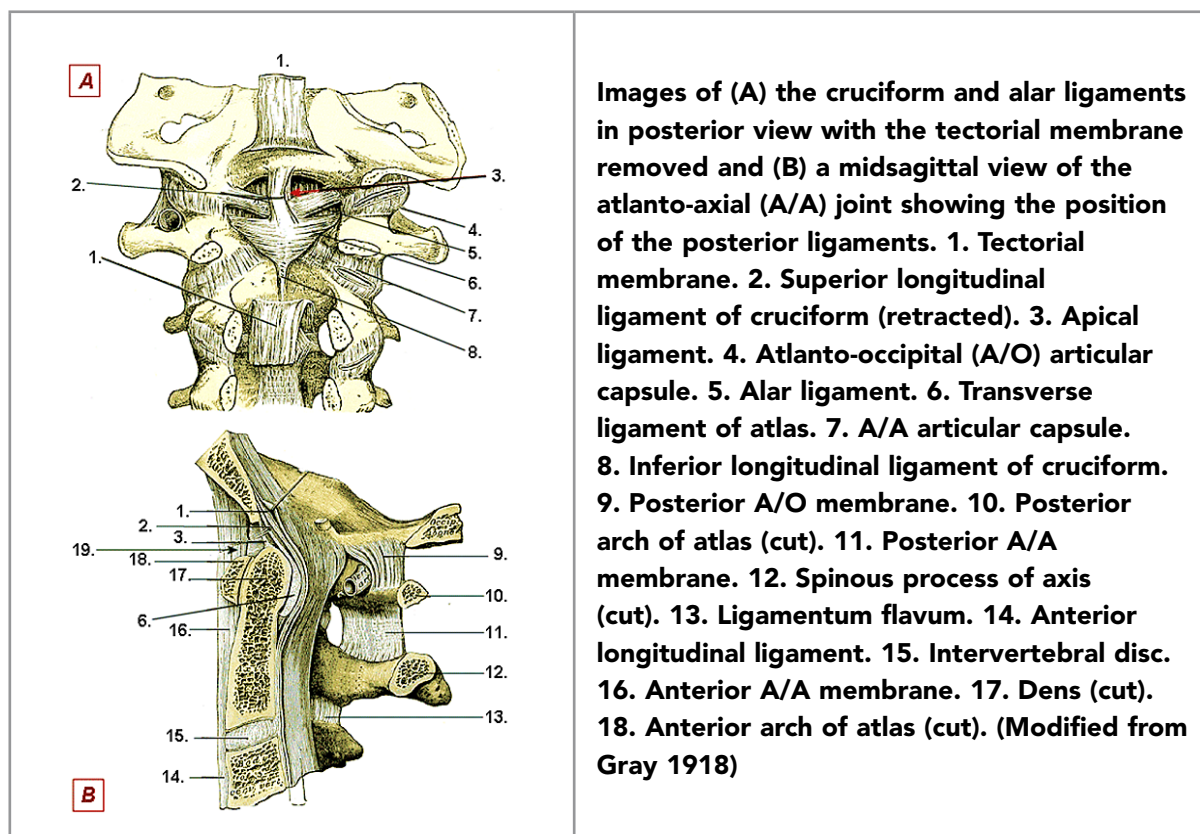 A
1.
2.
3.
4.
5.
1.
6.
7.
8.
Images of (A) the cruciform and alar ligaments
in posterior view with the tectorial membrane
removed and (B) a midsagittal view of the
atlanto-axial (A/A) joint showing the position
of the posterior ligaments. 1. Tectorial
membrane. 2. Superior longitudinal
ligament of cruciform (retracted). 3. Apical
ligament. 4. Atlanto-occipital (A/O) articular
capsule. 5. Alar ligament. 6. Transverse
ligament of atlas. 7. A/A articular capsule.
8. Inferior longitudinal ligament of cruciform.
9. Posterior A/O membrane. 10. Posterior
arch of atlas (cut). 11. Posterior A/A
membrane. 12. Spinous process of axis
(cut). 13. Ligamentum flavum. 14. Anterior
longitudinal ligament. 15. Intervertebral disc.
16. Anterior A/A membrane. 17. Dens (cut).
18. Anterior arch of atlas (cut). (Modified from
Gray 1918)
1.
2.
3.
19.
18.
17.
6.
16.
15.
14.
9.
10.
11.
12.
13.
B